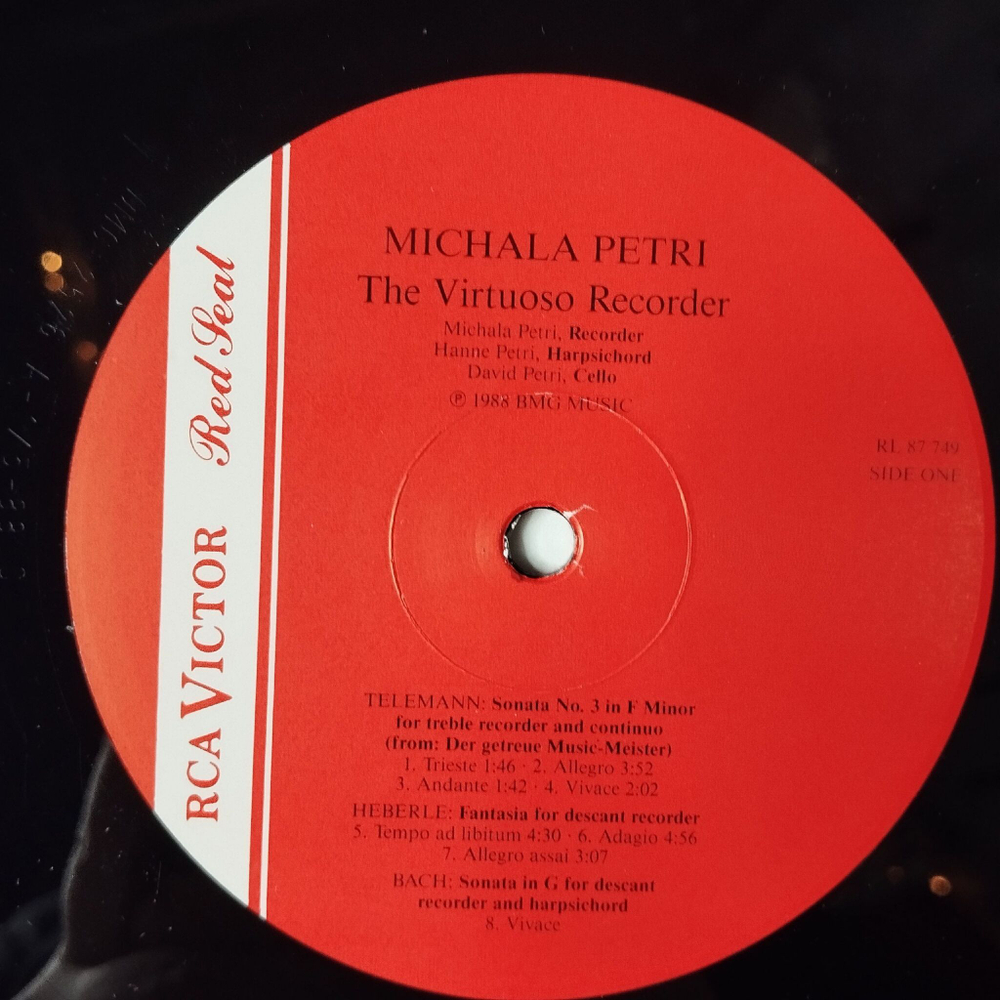 RCA VICTOR Red Seal
MICHALA PETRI
The Virtuoso Recorder
Michala Petri, Recorder
Hanne Petri, Harpsichord
David Petri, Cello
℗ 1988 BMG MUSIC
RL 87 749
SIDE ONE
TELEMANN: Sonata No. 3 in F Minor
for treble recorder and continuo
(from: Der getreue Music-Meister)
1. Trieste 1:46 · 2. Allegro 3:52
3. Andante 1:42 · 4. Vivace 2:02
HEBERLE: Fantasia for descant recorder
5. Tempo ad libitum 4:30 · 6. Adagio 4:56
7. Allegro assai 3:07
BACH: Sonata in G for descant
recorder and harpsichord
8. Vivace